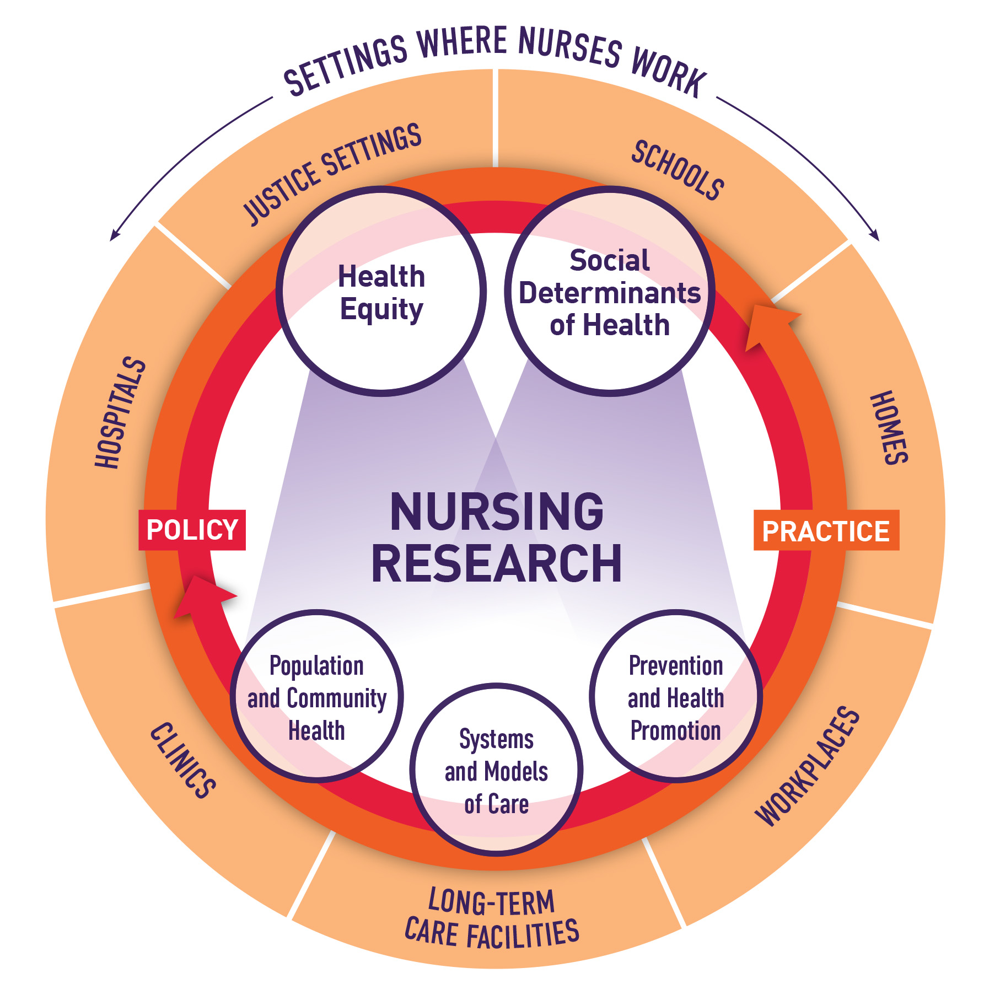 SETTINGS WHERE NURSES WORK
JUSTICE SETTINGS
SCHOOLS
HOSPITALS
HOMES
Health
Equity
Social
Determinants
of Health
NURSING
RESEARCH
POLICY
PRACTICE
Population
and Community
Health
Systems
and Models
of Care
Prevention
and Health
Promotion
CLINICS
WORKPLACES
LONG-TERM
CARE FACILITIES